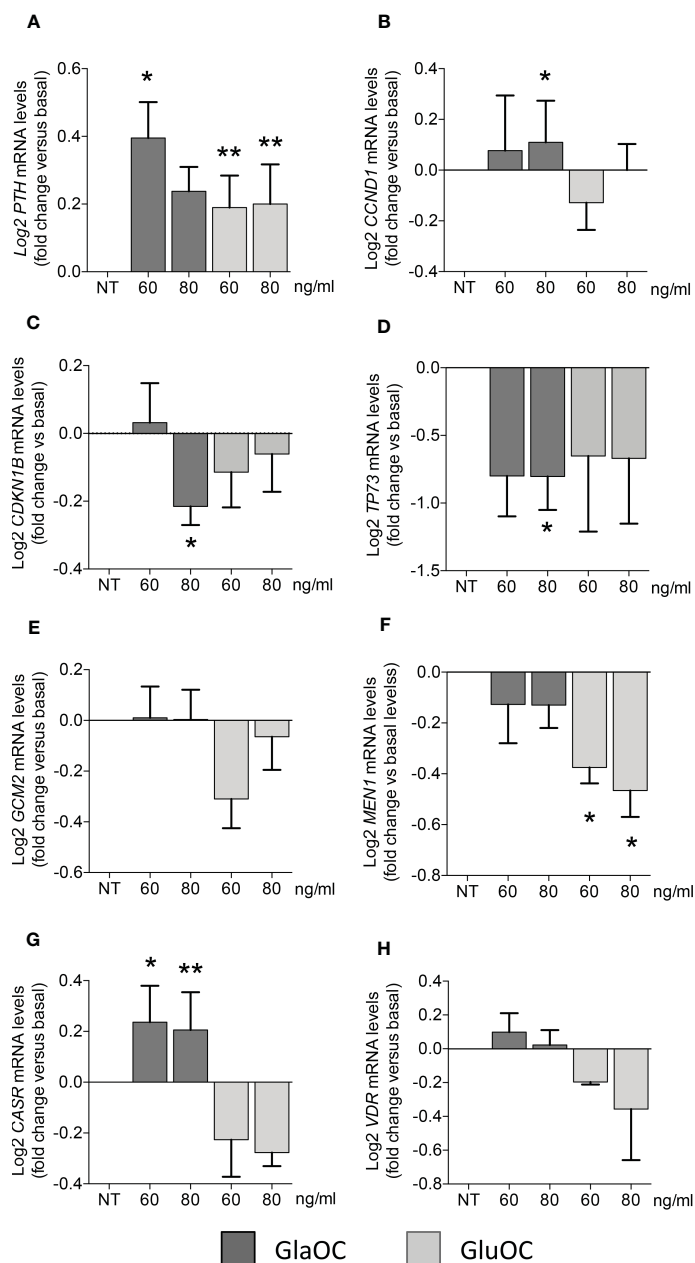 A
Log2 PTH mRNA levels
(fold change versus basal)
0.6
0.4
0.2
0.0
*
**
**
NT 60 80 60 80 ng/ml
B
Log2 CCND1 mRNA levels
(fold change versus basal)
0.4
0.2
0.0
-0.2
-0.4
*
NT 60 80 60 80 ng/ml
C
Log2 CDKN1B mRNA levels
(fold change vs basal)
0.2
0.0
-0.2
-0.4
*
NT 60 80 60 80 ng/ml
D
Log2 TP73 mRNA levels
(fold change vs basal)
0.0
-0.5
-1.0
-1.5
*
NT 60 80 60 80 ng/ml
E
Log2 GCM2 mRNA levels
(fold change versus basal)
0.2
0.0
-0.2
-0.4
-0.6
NT 60 80 60 80 ng/ml
F
Log2 MEN1 mRNA levels
(fold change vs basal levelss)
0.0
-0.2
-0.4
-0.6
-0.8
*
*
NT 60 80 60 80 ng/ml
G
Log2 CASR mRNA levels
(fold change versus basal)
0.4
0.2
0.0
-0.2
-0.4
*
**
NT 60 80 60 80 ng/ml
H
Log2 VDR mRNA levels
(fold change versus basal)
0.4
0.2
0.0
-0.2
-0.4
-0.6
-0.8
NT 60 80 60 80 ng/ml
GlaOC GluOC